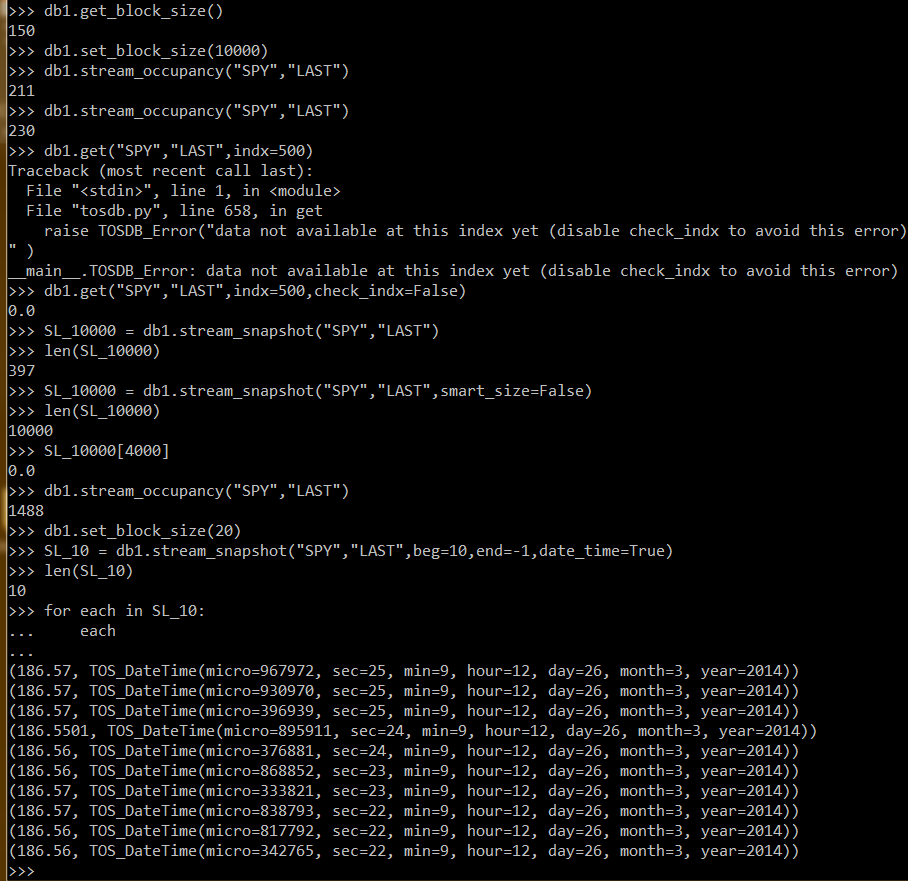 >>> db1.get_block_size()
150
>>> db1.set_block_size(10000)
>>> db1.stream_occupancy("SPY","LAST")
211
>>> db1.stream_occupancy("SPY","LAST")
230
>>> db1.get("SPY","LAST",indx=500)
Traceback (most recent call last):
  File "<stdin>", line 1, in <module>
  File "tosdb.py", line 658, in get
    raise TOSDB_Error("data not available at this index yet (disable check_indx to avoid this error)
" )
__main__.TOSDB_Error: data not available at this index yet (disable check_indx to avoid this error)
>>> db1.get("SPY","LAST",indx=500,check_indx=False)
0.0
>>> SL_10000 = db1.stream_snapshot("SPY","LAST")
>>> len(SL_10000)
397
>>> SL_10000 = db1.stream_snapshot("SPY","LAST",smart_size=False)
>>> len(SL_10000)
10000
>>> SL_10000[4000]
0.0
>>> db1.stream_occupancy("SPY","LAST")
1488
>>> db1.set_block_size(20)
>>> SL_10 = db1.stream_snapshot("SPY","LAST",beg=10,end=-1,date_time=True)
>>> len(SL_10)
10
>>> for each in SL_10:
...     each
...
(186.57, TOS_DateTime(micro=967972, sec=25, min=9, hour=12, day=26, month=3, year=2014))
(186.57, TOS_DateTime(micro=930970, sec=25, min=9, hour=12, day=26, month=3, year=2014))
(186.57, TOS_DateTime(micro=396939, sec=25, min=9, hour=12, day=26, month=3, year=2014))
(186.5501, TOS_DateTime(micro=895911, sec=24, min=9, hour=12, day=26, month=3, year=2014))
(186.56, TOS_DateTime(micro=376881, sec=24, min=9, hour=12, day=26, month=3, year=2014))
(186.56, TOS_DateTime(micro=868852, sec=23, min=9, hour=12, day=26, month=3, year=2014))
(186.57, TOS_DateTime(micro=333821, sec=23, min=9, hour=12, day=26, month=3, year=2014))
(186.57, TOS_DateTime(micro=838793, sec=22, min=9, hour=12, day=26, month=3, year=2014))
(186.56, TOS_DateTime(micro=817792, sec=22, min=9, hour=12, day=26, month=3, year=2014))
(186.56, TOS_DateTime(micro=342765, sec=22, min=9, hour=12, day=26, month=3, year=2014))
>>>